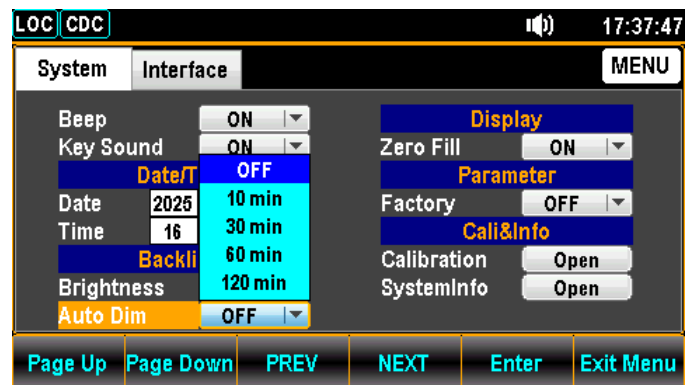 LOC CDC 17:37:47
System Interface MENU
Beep ON
Key Sound ON
Date/T
Date 2025
Time 16
Backli
Brightness
Auto Dim OFF
OFF
10 min
30 min
60 min
120 min
Display
Zero Fill ON
Parameter
Factory OFF
Cali&Info
Calibration Open
SystemInfo Open
Page Up Page Down PREV NEXT Enter Exit Menu